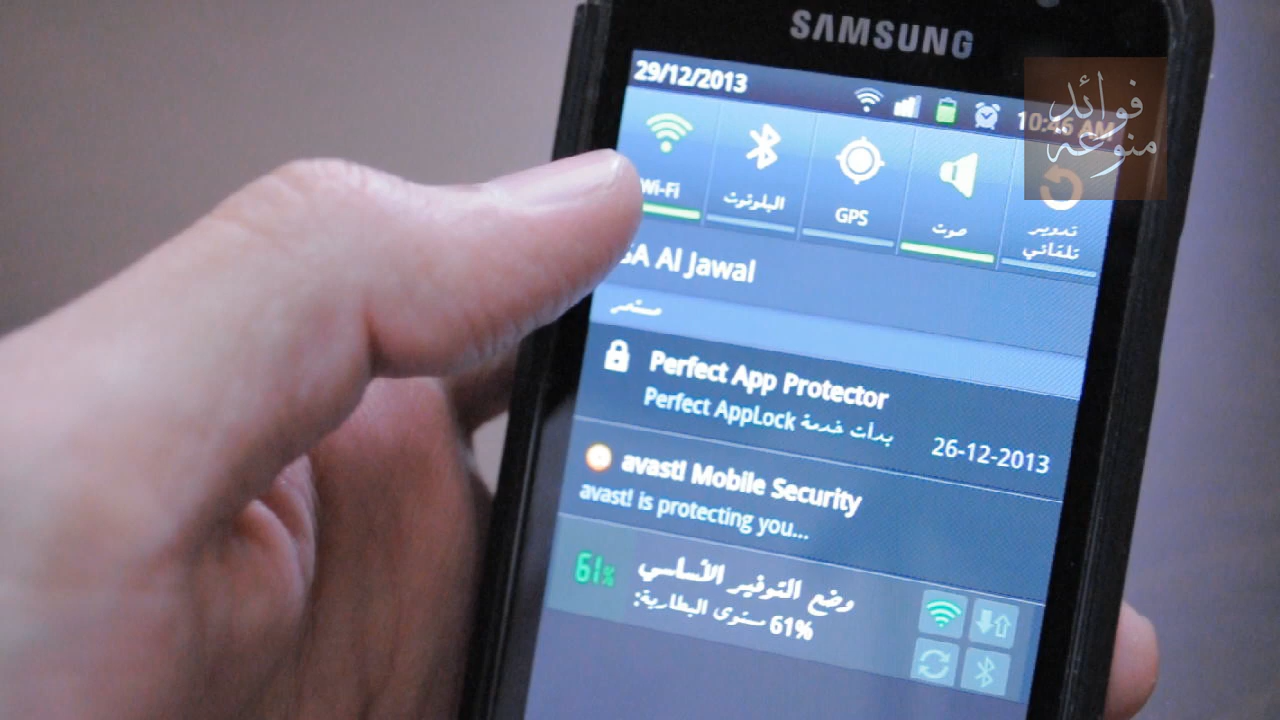 SAMSUNG
29/12/2013
10:46 AM
فوائد
منوعة
Wi-Fi
البلوتوث
GPS
صوت
تدوير
تلقائي
SA Al Jawal
مستمر
Perfect App Protector
Perfect AppLock بدأت خدمة
26-12-2013
avast! Mobile Security
avast! is protecting you...
61%
وضع التوفير الأساسي
61% مستوى البطارية: